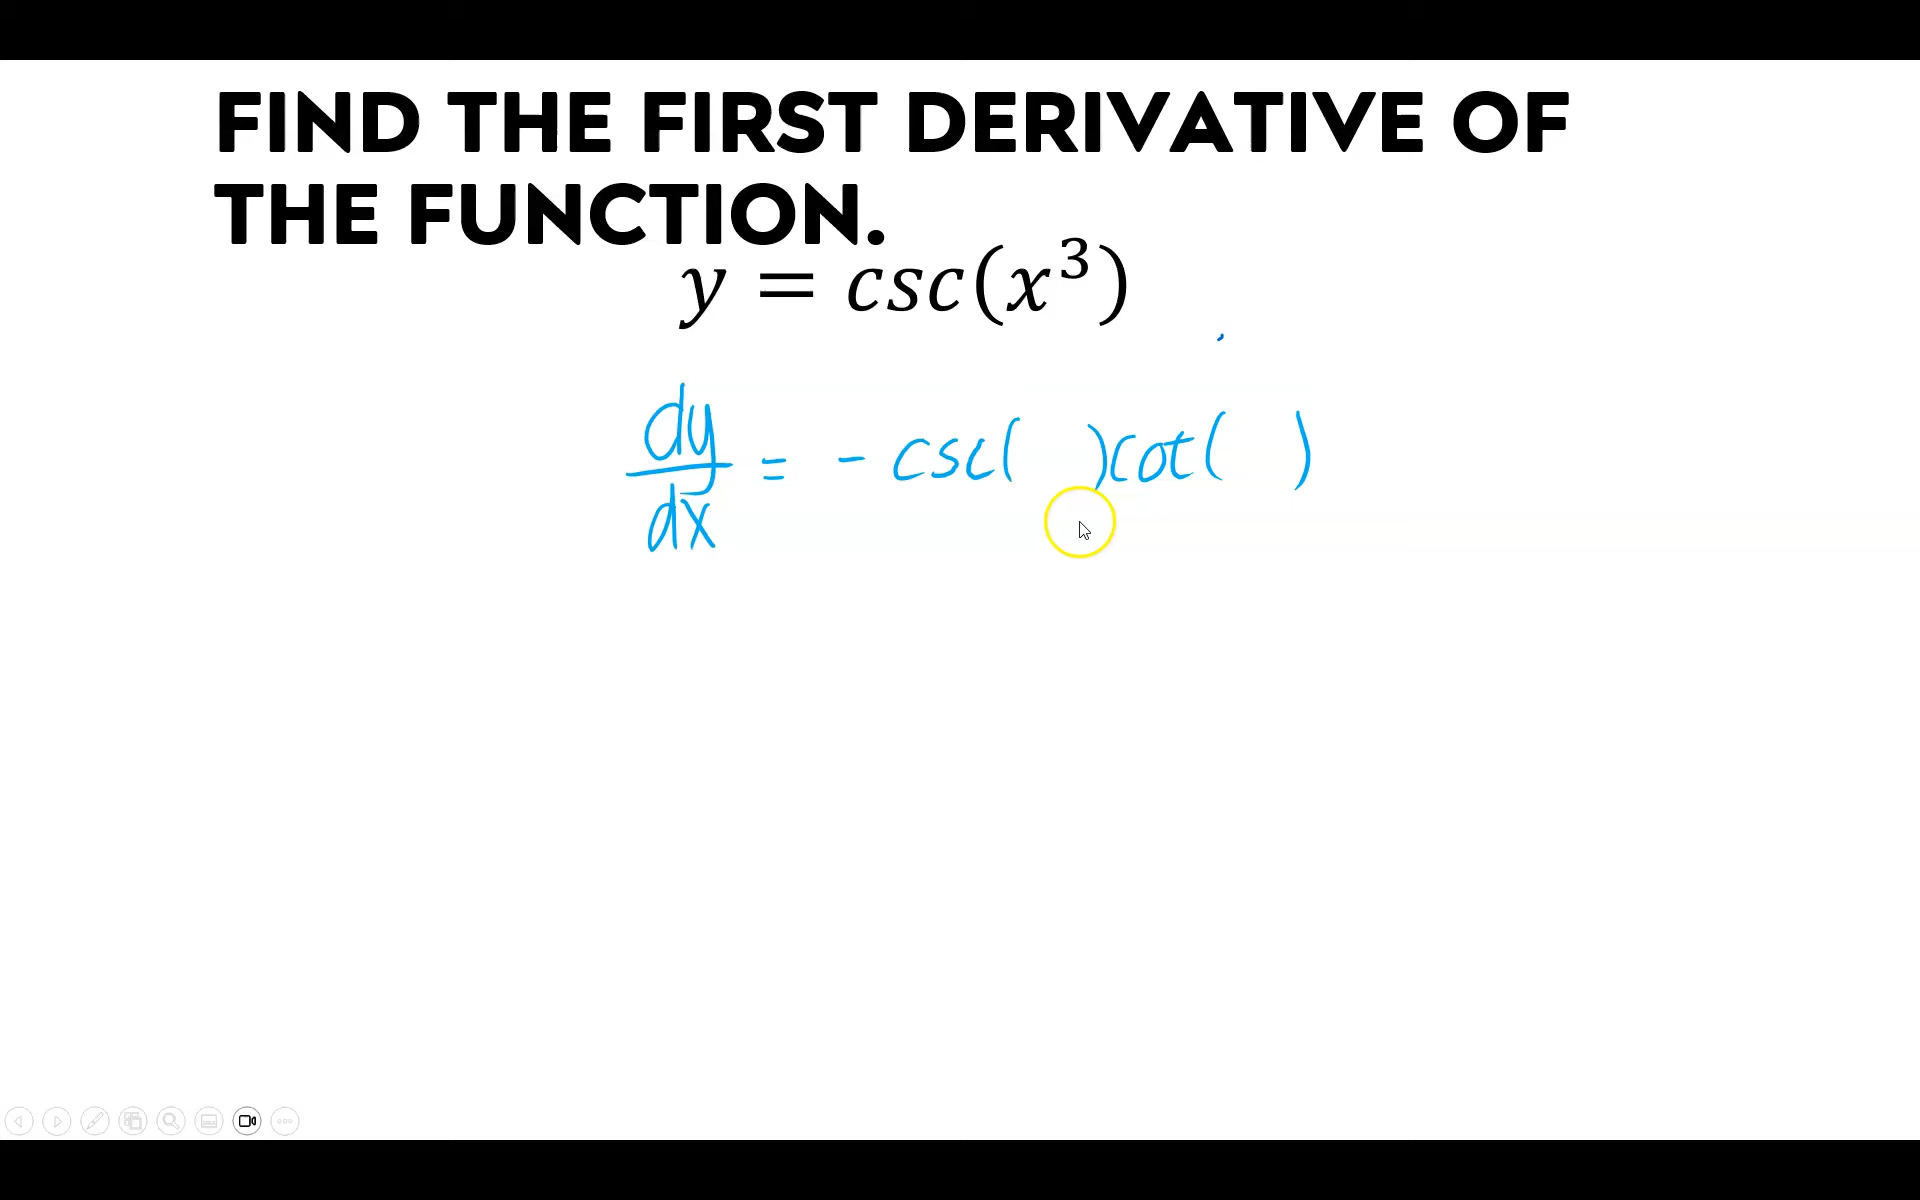 FIND THE FIRST DERIVATIVE OF
THE FUNCTION.
y = csc(x³)
dy/dx = - csc( )cot( )